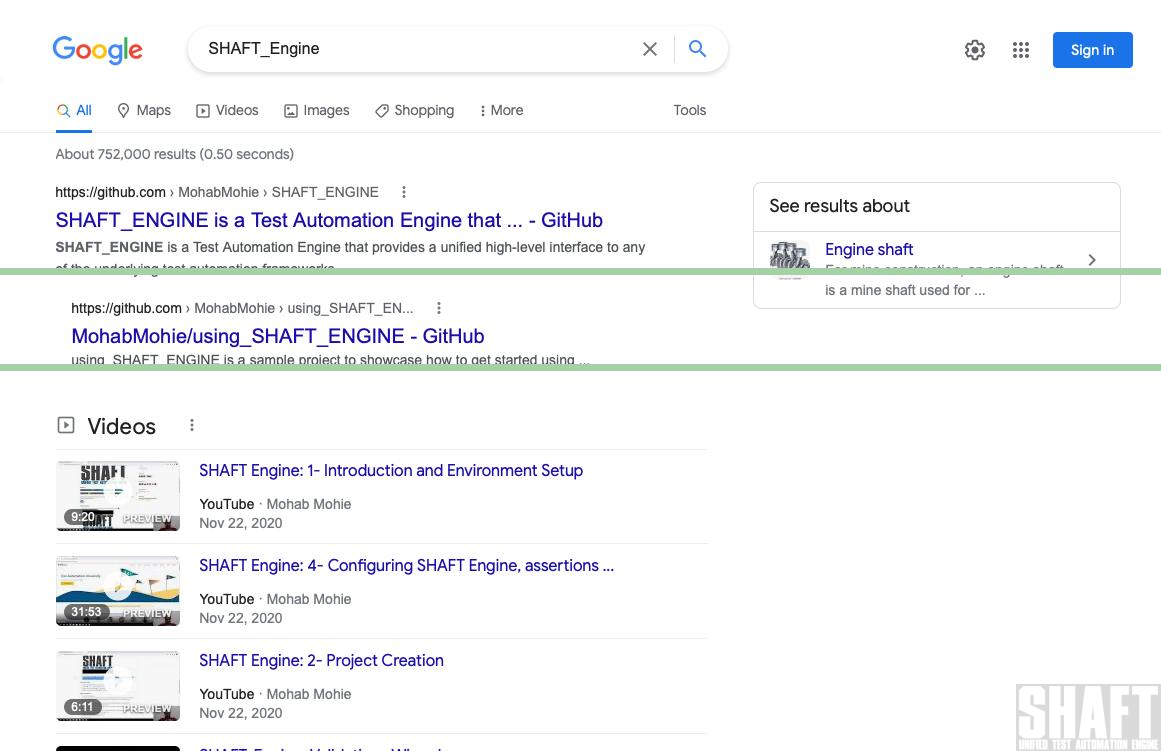 Google
SHAFT_Engine
Sign in
All
Maps
Videos
Images
Shopping
More
Tools
About 752,000 results (0.50 seconds)
https://github.com › MohabMohie › SHAFT_ENGINE
SHAFT_ENGINE is a Test Automation Engine that ... - GitHub
SHAFT_ENGINE is a Test Automation Engine that provides a unified high-level interface to any
of the underlying test automation frameworks
See results about
Engine shaft
For mine construction, an engine shaft
is a mine shaft used for ...
https://github.com › MohabMohie › using_SHAFT_EN...
MohabMohie/using_SHAFT_ENGINE - GitHub
using_SHAFT_ENGINE is a sample project to showcase how to get started using ...
Videos
SHAFT
9:20
PREVIEW
SHAFT Engine: 1- Introduction and Environment Setup
YouTube · Mohab Mohie
Nov 22, 2020
31:53
PREVIEW
SHAFT Engine: 4- Configuring SHAFT Engine, assertions ...
YouTube · Mohab Mohie
Nov 22, 2020
SHAFT
6:11
PREVIEW
SHAFT Engine: 2- Project Creation
YouTube · Mohab Mohie
Nov 22, 2020
SHAFT
UNIFIED TEST AUTOMATION ENGINE